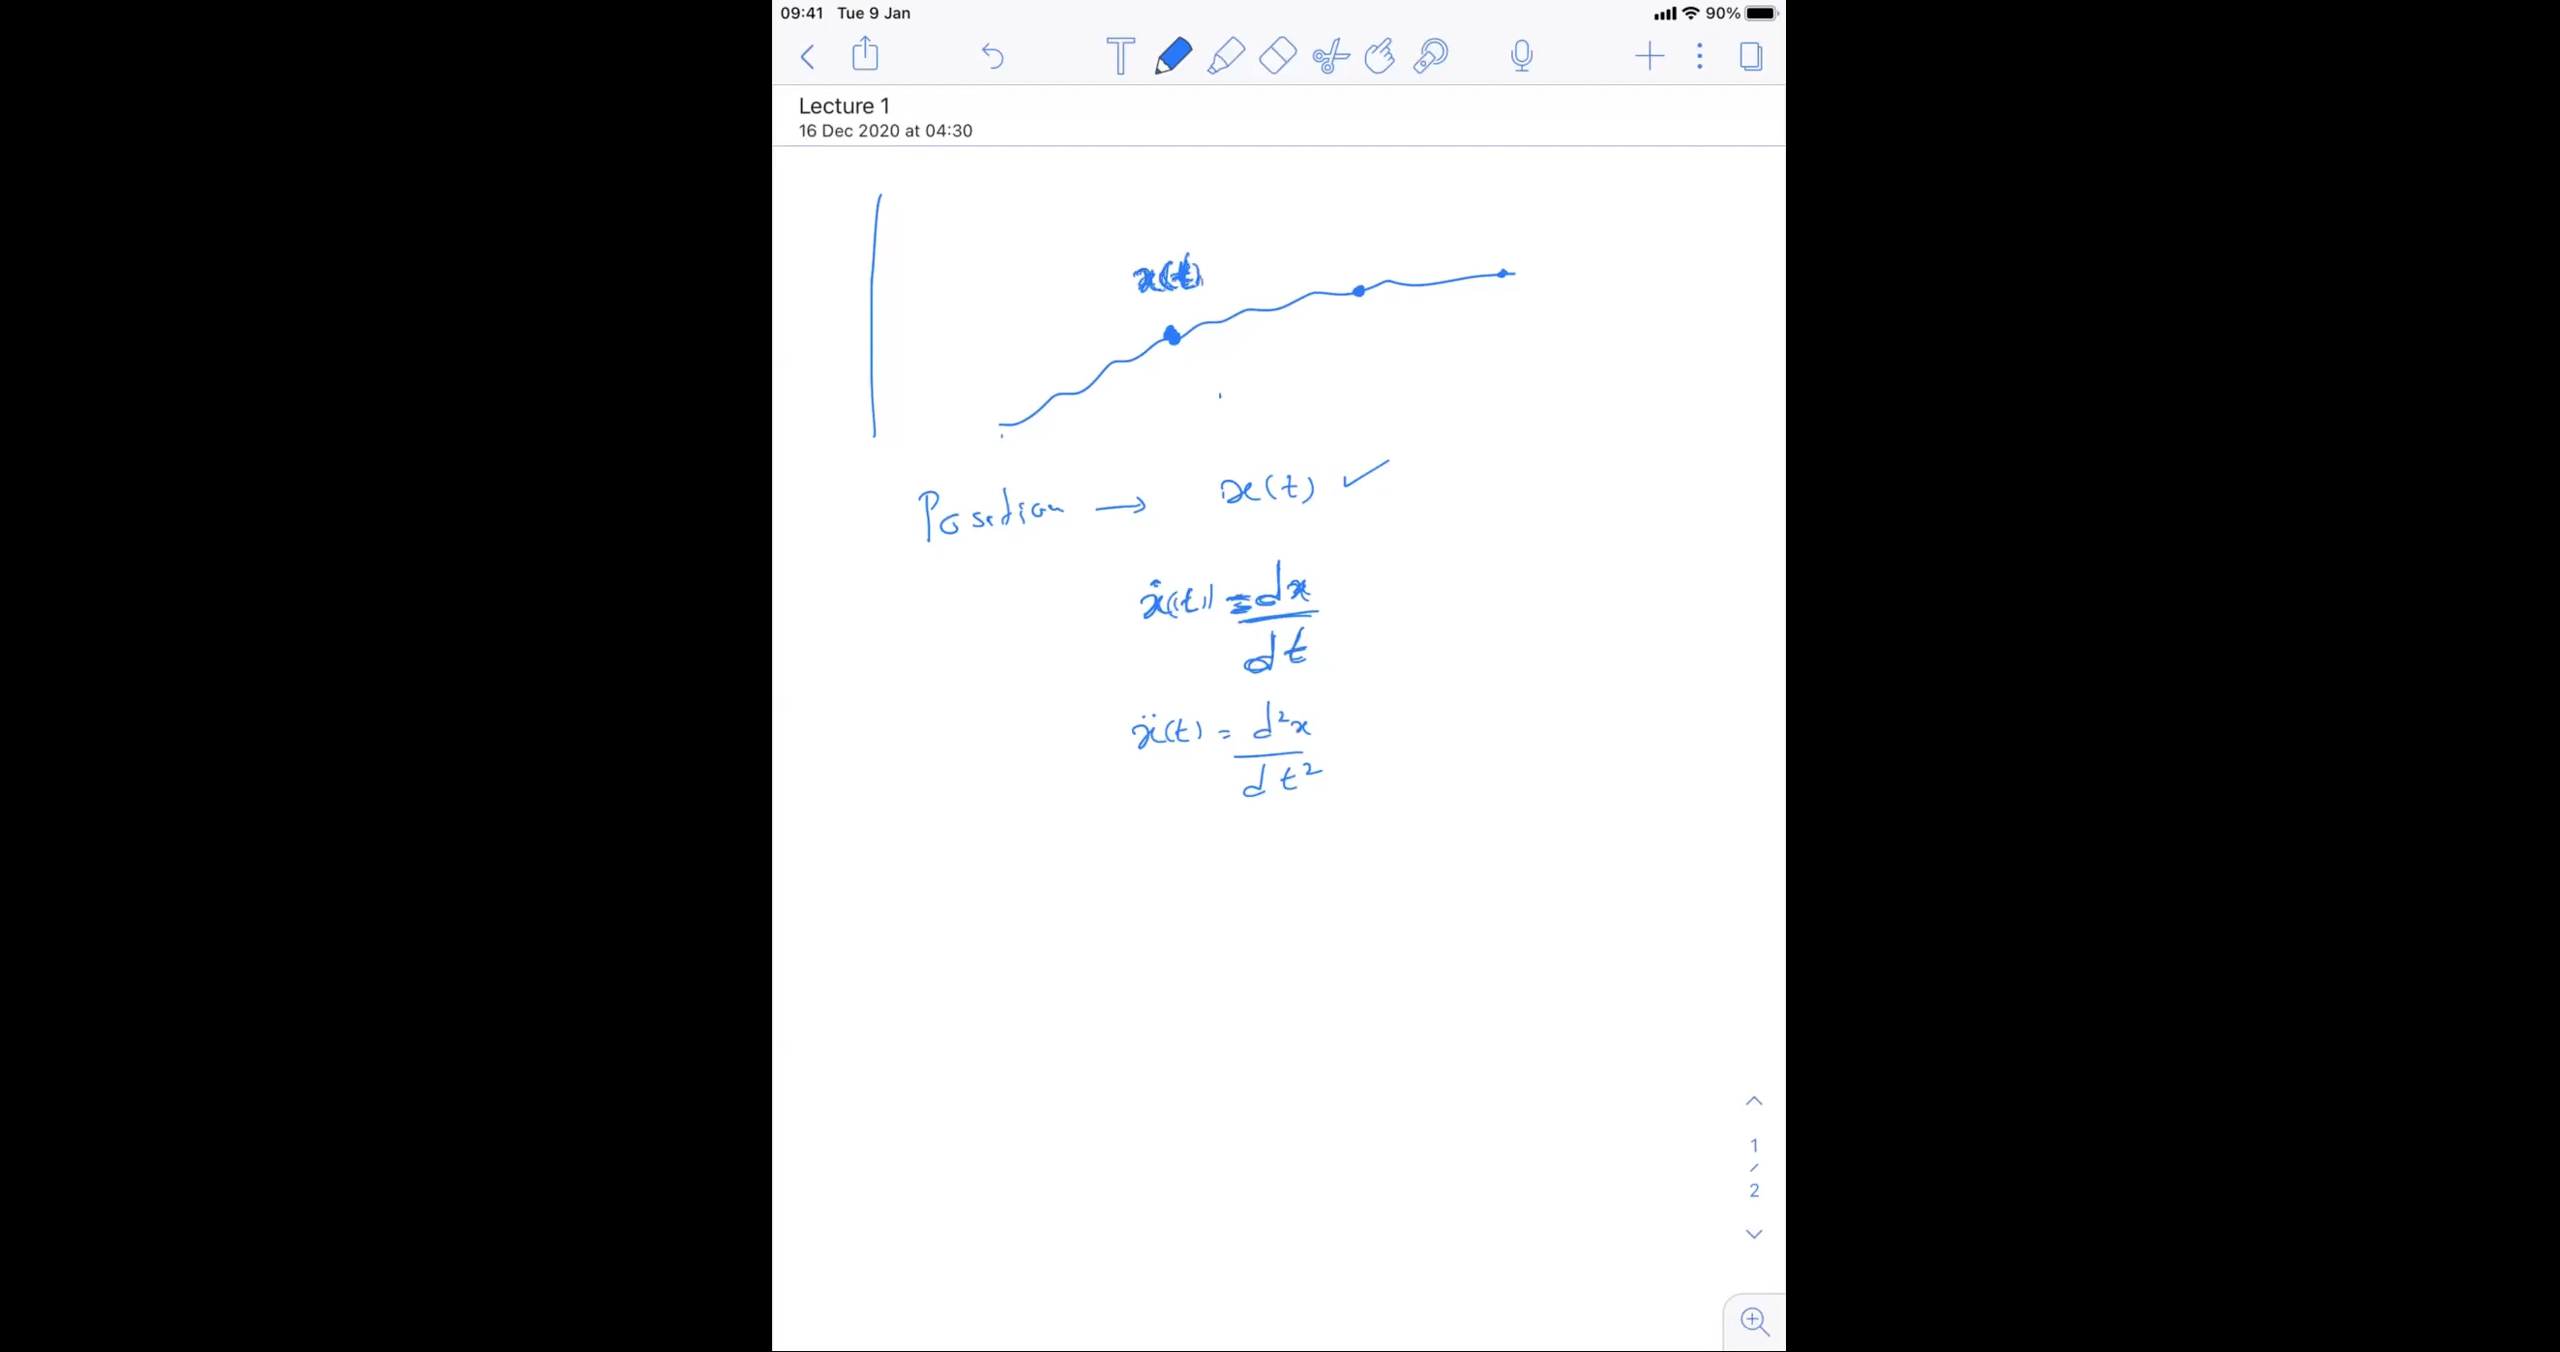 09:41 Tue 9 Jan 90%
Lecture 1
16 Dec 2020 at 04:30
x(t)
Position → x(t) ✓
ẋ(t) = dx
dt
ẍ(t) = d²x
dt²
1
/
2